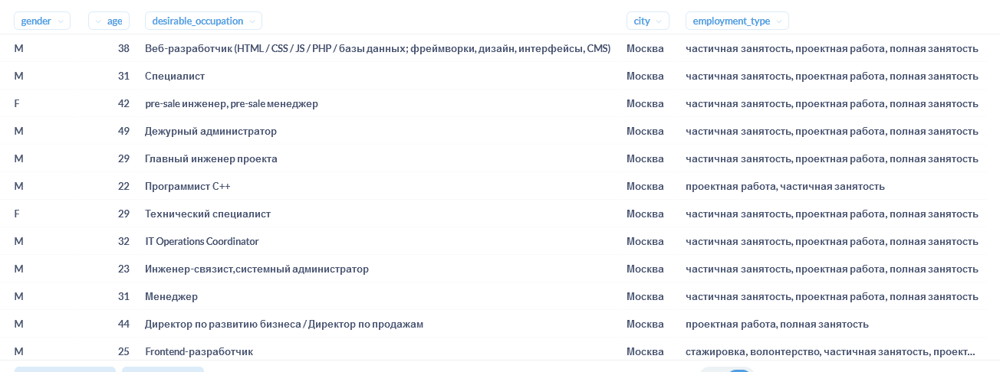 gender age desirable_occupation city employment_type
M 38 Веб-разработчик (HTML / CSS / JS / PHP / базы данных; фреймворки, дизайн, интерфейсы, CMS) Москва частичная занятость, проектная работа, полная занятость
M 31 Специалист Москва частичная занятость, проектная работа, полная занятость
F 42 pre-sale инженер, pre-sale менеджер Москва частичная занятость, проектная работа, полная занятость
M 49 Дежурный администратор Москва частичная занятость, проектная работа, полная занятость
M 29 Главный инженер проекта Москва частичная занятость, проектная работа, полная занятость
M 22 Программист C++ Москва проектная работа, частичная занятость
F 29 Технический специалист Москва частичная занятость, проектная работа, полная занятость
M 32 IT Operations Coordinator Москва частичная занятость, проектная работа, полная занятость
M 23 Инженер-связист,системный администратор Москва частичная занятость, проектная работа, полная занятость
M 31 Менеджер Москва частичная занятость, проектная работа, полная занятость
M 44 Директор по развитию бизнеса / Директор по продажам Москва проектная работа, полная занятость
M 25 Frontend-разработчик Москва стажировка, волонтерство, частичная занятость, проект...